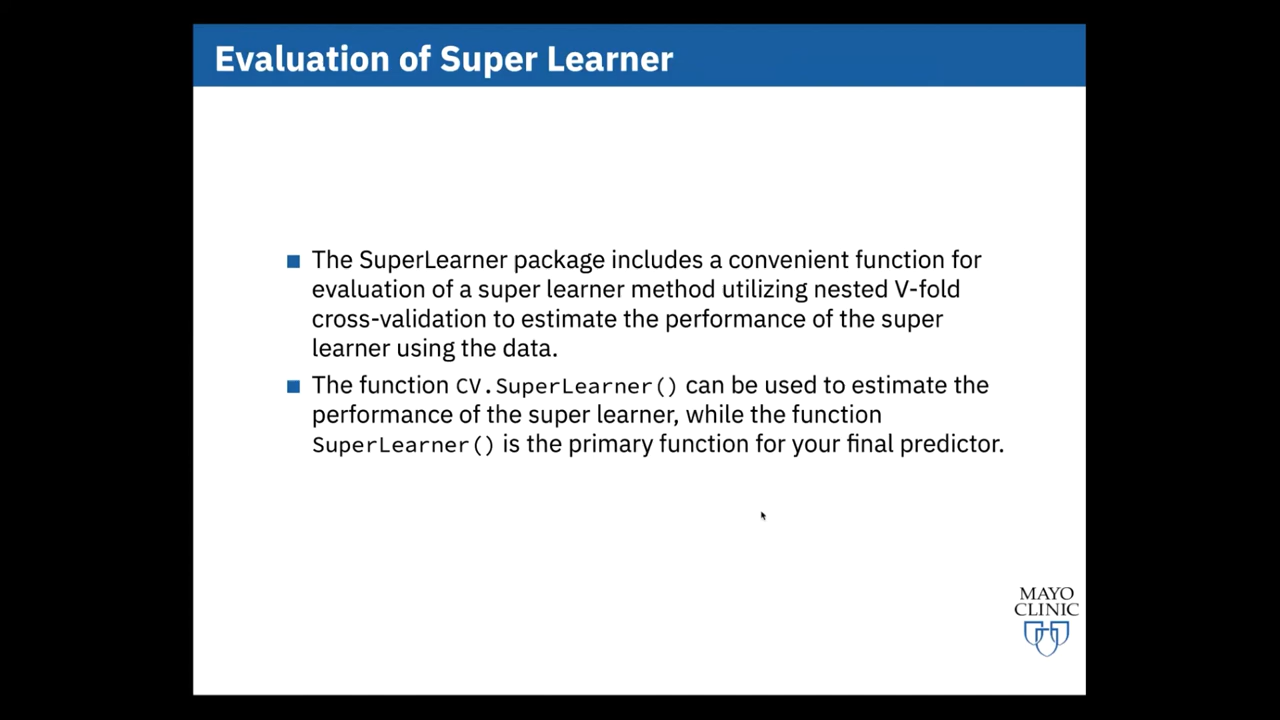 Evaluation of Super Learner
The SuperLearner package includes a convenient function for
evaluation of a super learner method utilizing nested V-fold
cross-validation to estimate the performance of the super
learner using the data.
The function CV.SuperLearner() can be used to estimate the
performance of the super learner, while the function
SuperLearner() is the primary function for your final predictor.
MAYO
CLINIC